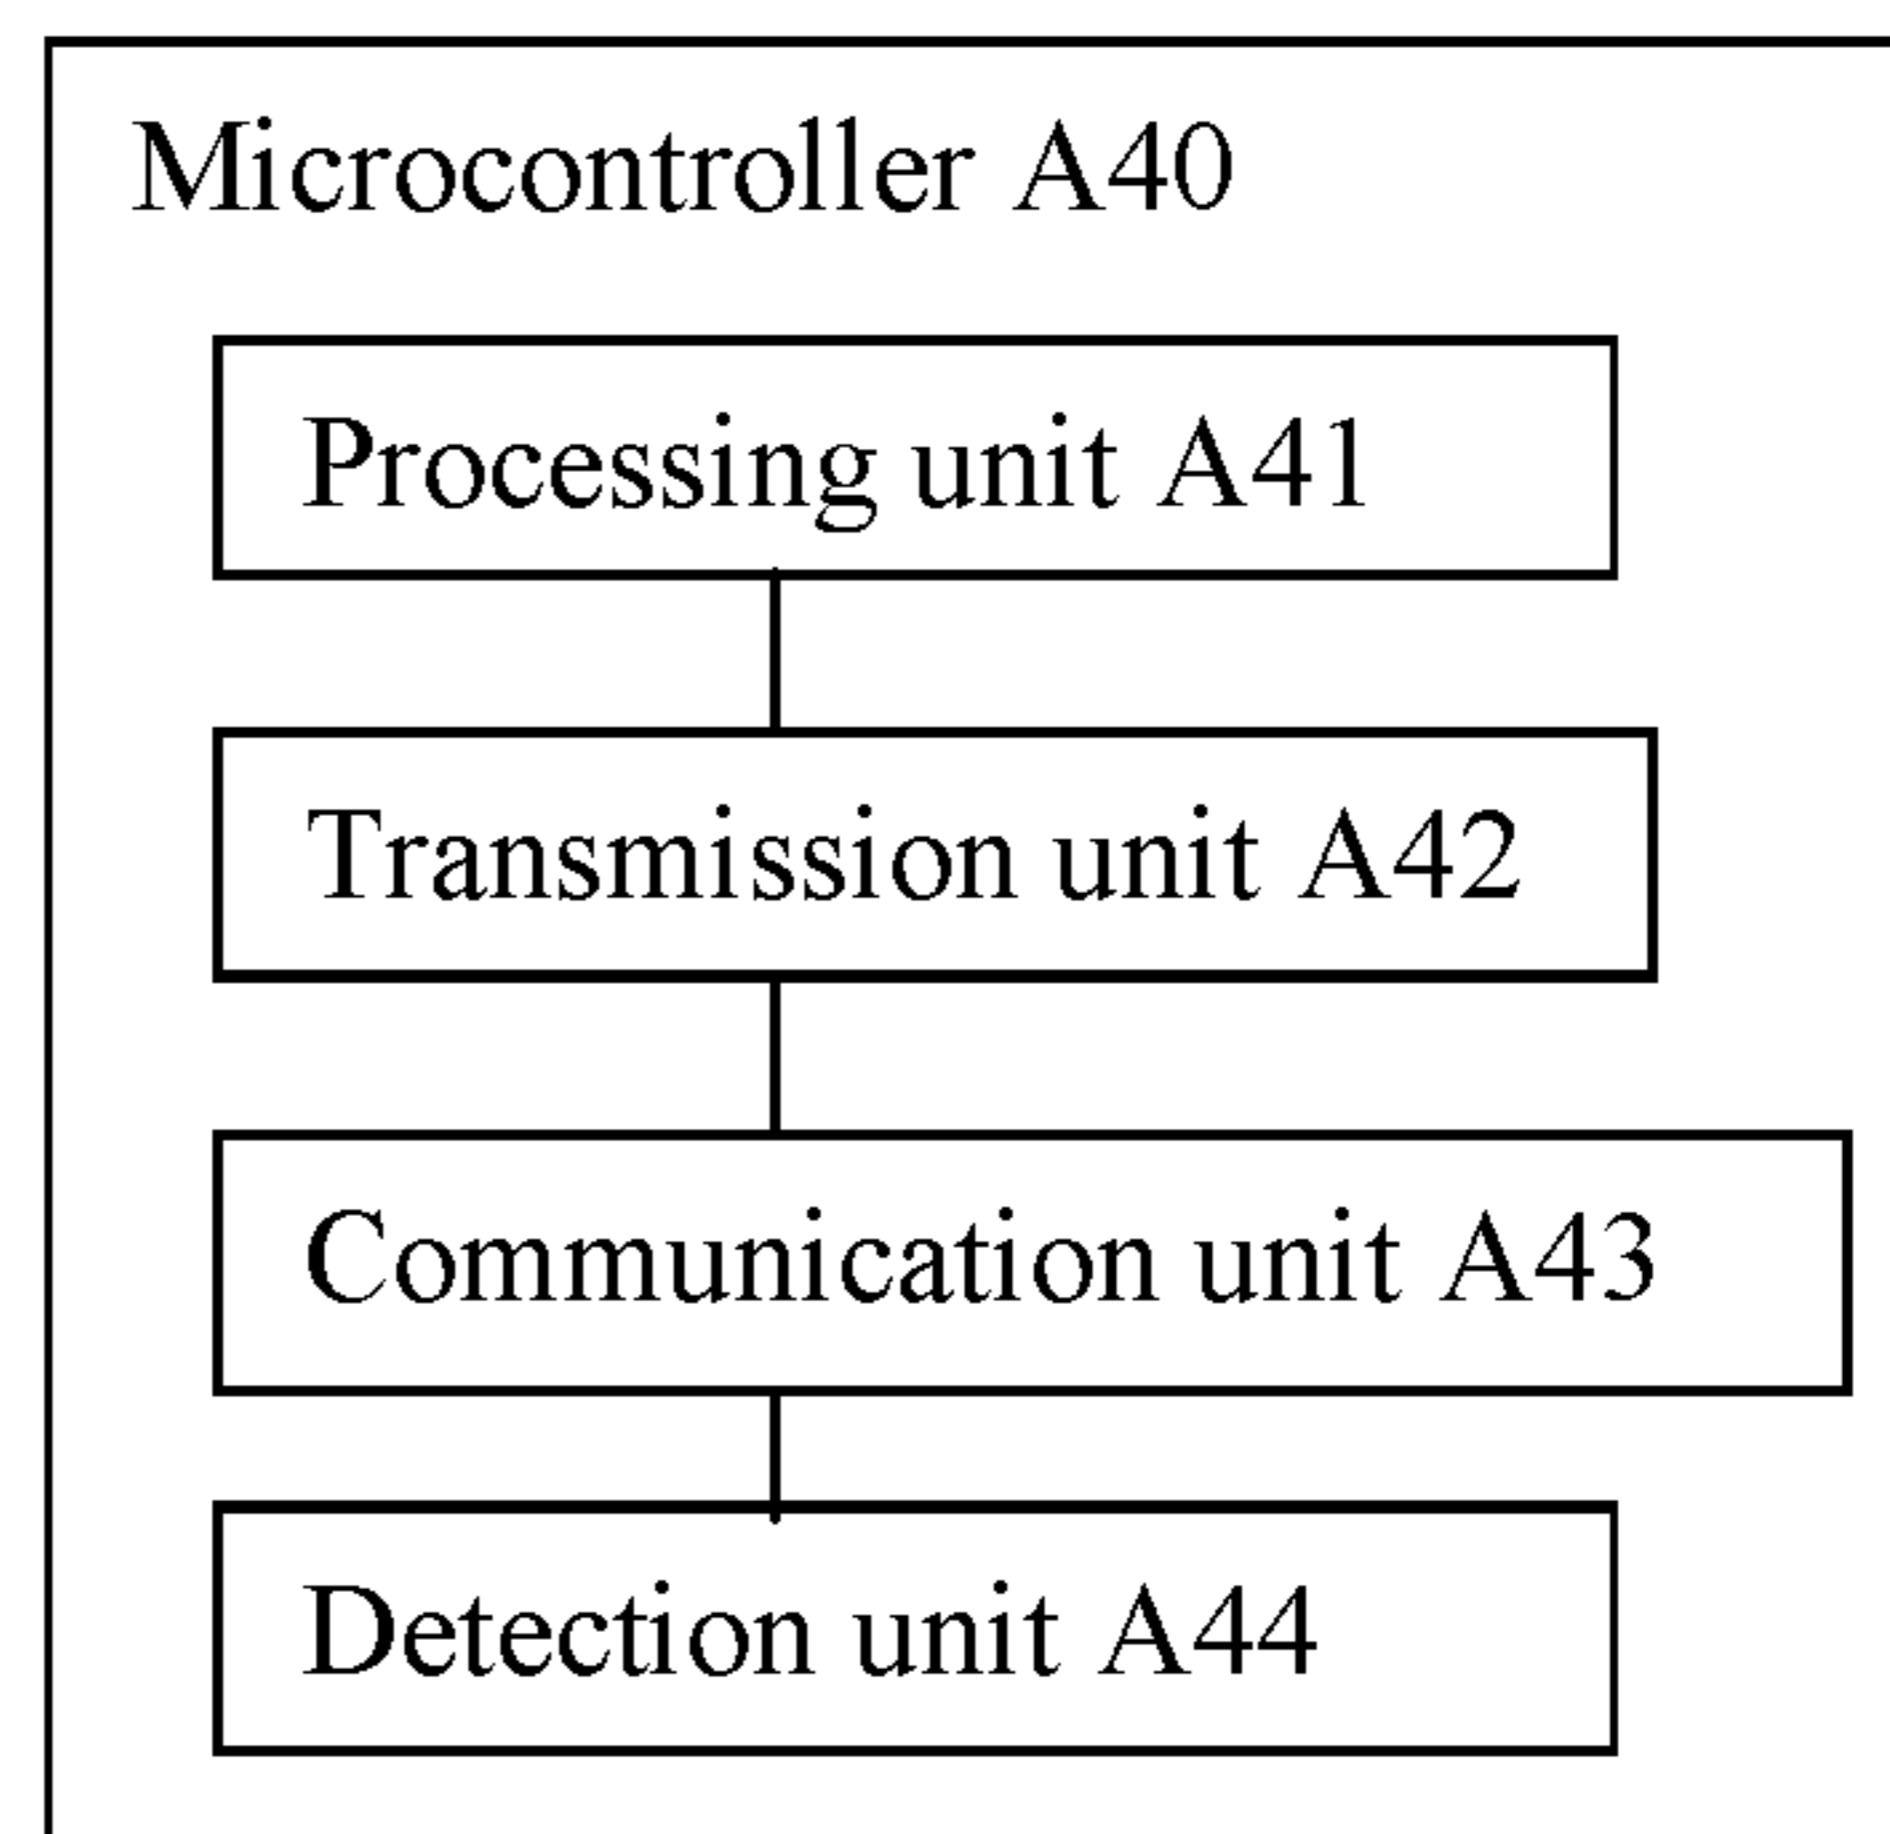 Microcontroller A40
Processing unit A41
Transmission unit A42
Communication unit A43
Detection unit A44